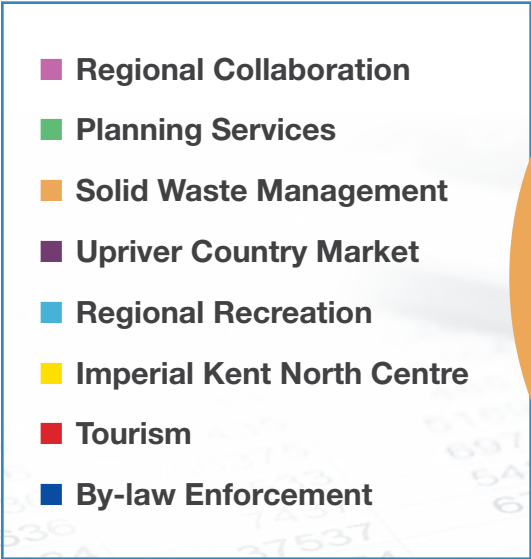 Regional Collaboration
Planning Services
Solid Waste Management
Upriver Country Market
Regional Recreation
Imperial Kent North Centre
Tourism
By-law Enforcement
37537